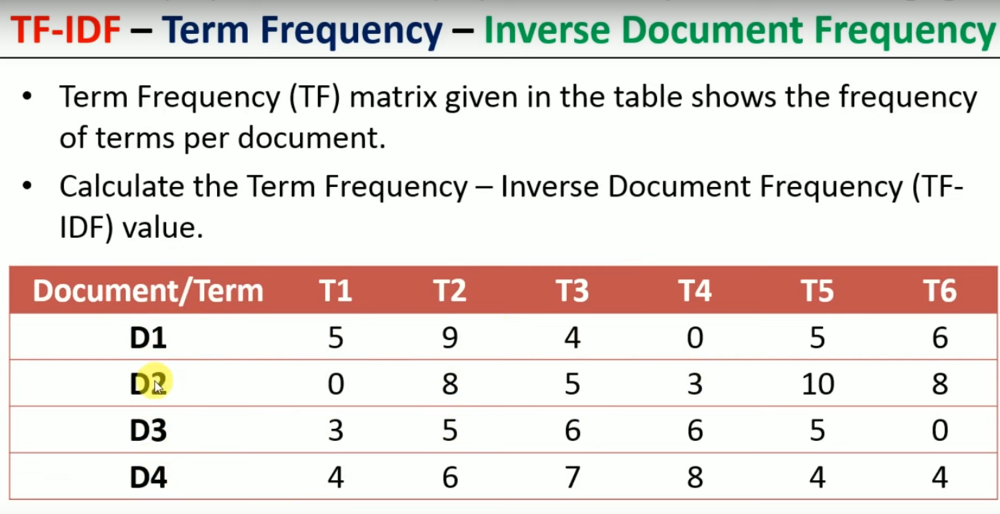 TF-IDF – Term Frequency – Inverse Document Frequency
• Term Frequency (TF) matrix given in the table shows the frequency
of terms per document.
• Calculate the Term Frequency – Inverse Document Frequency (TF-
IDF) value.
Document/Term T1 T2 T3 T4 T5 T6
D1 5 9 4 0 5 6
D2 0 8 5 3 10 8
D3 3 5 6 6 5 0
D4 4 6 7 8 4 4